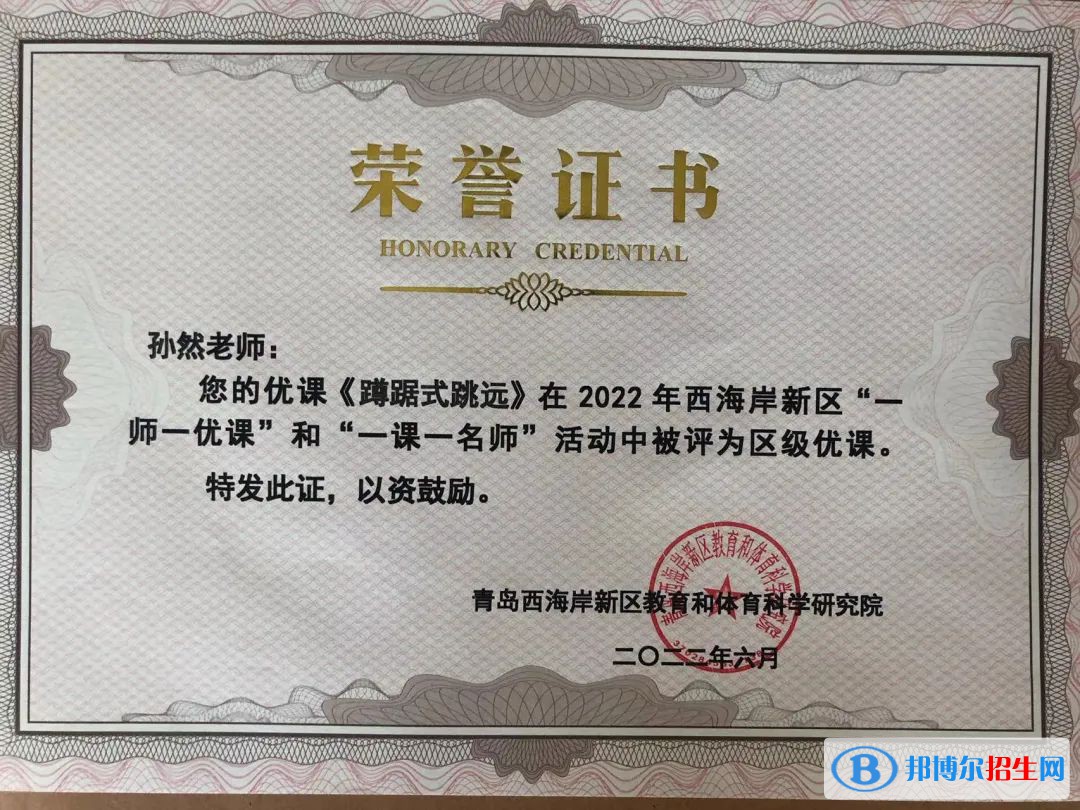 荣誉证书
HONORARY CREDENTIAL
孙然老师：
您的优课《蹲踞式跳远》在 2022 年西海岸新区“一
师一优课”和“一课一名师”活动中被评为区级优课。
特发此证，以资鼓励。
青岛西海岸新区教育和体育科学研究院
二〇二二年六月
B 邦博尔招生网